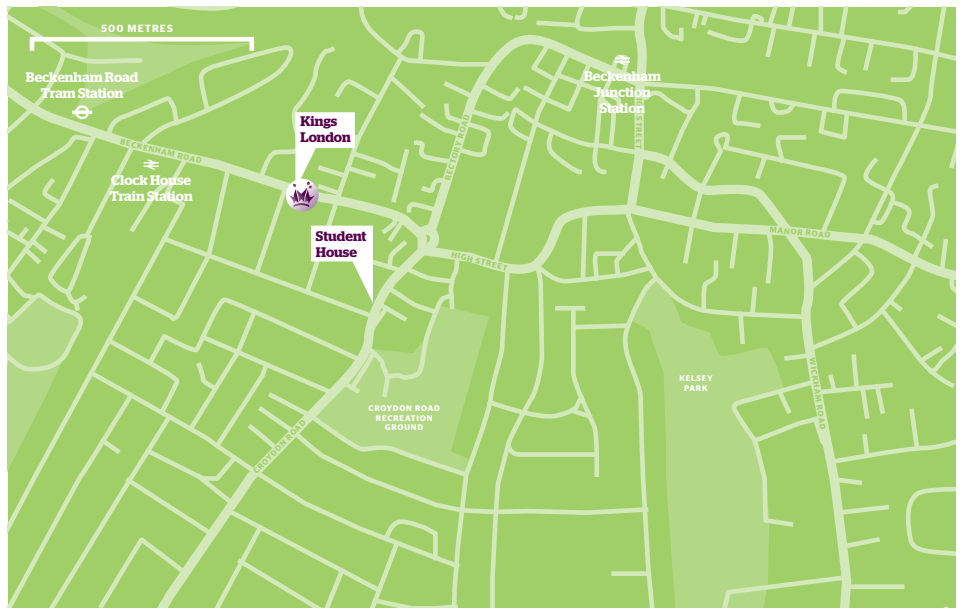 500 METRES
Beckenham Road
Tram Station
Beckenham
Junction
Station
BECKENHAM ROAD
Kings
London
RECTORY ROAD
STREET
Clock House
Train Station
Student
House
HIGH STREET
MANOR ROAD
KELSEY
PARK
WICKHAM ROAD
CROYDON ROAD
RECREATION
GROUND
CROYDON ROAD